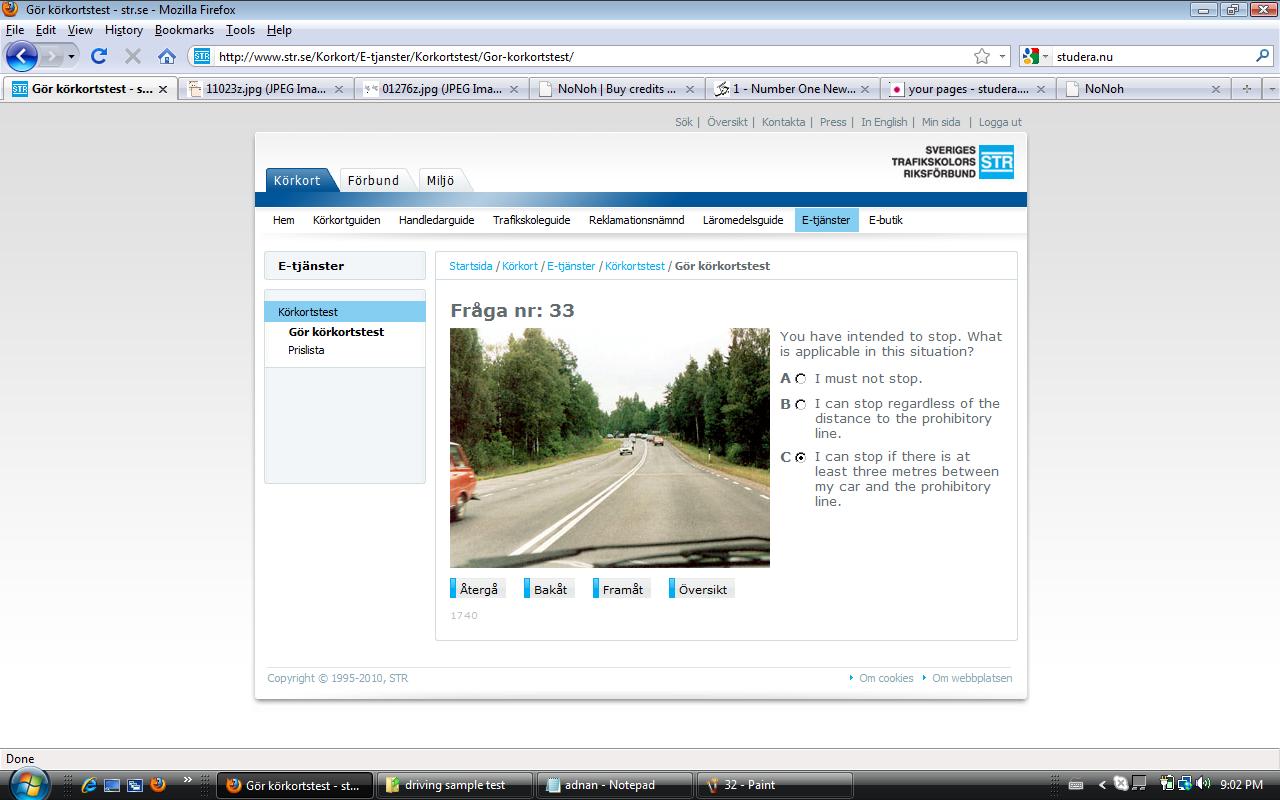 Gör körkortstest - str.se - Mozilla Firefox
File Edit View History Bookmarks Tools Help
STR http://www.str.se/Korkort/E-tjanster/Korkortstest/Gor-korkortstest/ studera.nu
STR Gör körkortstest - s... 11023z.jpg (JPEG Ima... 01276z.jpg (JPEG Ima... NoNoh | Buy credits ... 1 - Number One New... your pages - studera.... NoNoh
Sök | Översikt | Kontakta | Press | In English | Min sida | Logga ut
SVERIGES
TRAFIKSKOLORS
RIKSFÖRBUND
STR
Körkort Förbund Miljö
Hem Körkortguiden Handledarguide Trafikskoleguide Reklamationsnämnd Läromedelsguide E-tjänster E-butik
E-tjänster
Körkortstest
Gör körkortstest
Prislista
Startsida / Körkort / E-tjänster / Körkortstest / Gör körkortstest
Fråga nr: 33
You have intended to stop. What
is applicable in this situation?
A I must not stop.
B I can stop regardless of the
distance to the prohibitory
line.
C I can stop if there is at
least three metres between
my car and the prohibitory
line.
Återgå Bakåt Framåt Översikt
1740
Copyright © 1995-2010, STR Om cookies Om webbplatsen
Done
Gör körkortstest - st... driving sample test adnan - Notepad 32 - Paint 9:02 PM